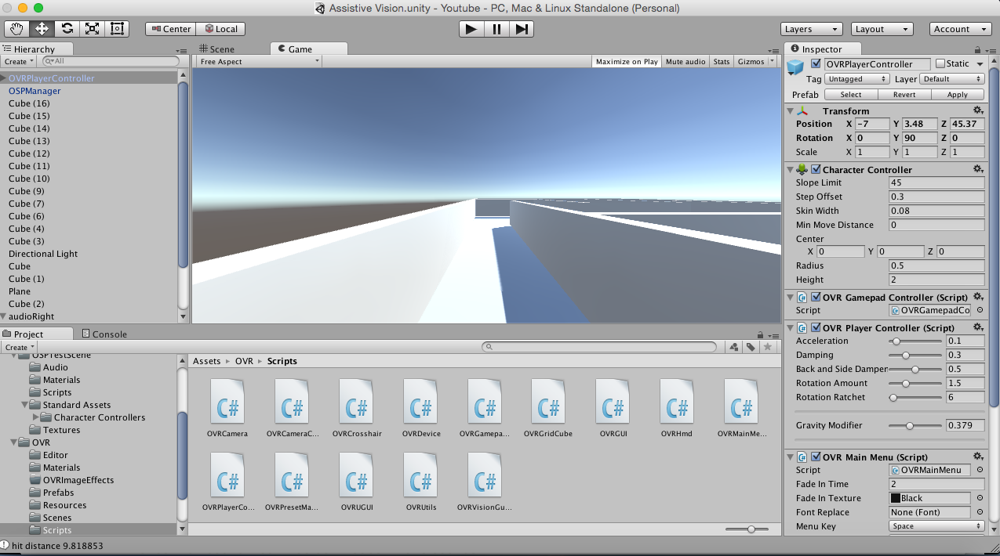 Assistive Vision.unity - Youtube - PC, Mac & Linux Standalone (Personal)
Center Local Layers Layout Account
Hierarchy
Create All
OVRPlayerController
OSPManager
Cube (16)
Cube (15)
Cube (14)
Cube (13)
Cube (12)
Cube (11)
Cube (10)
Cube (9)
Cube (7)
Cube (6)
Cube (4)
Cube (3)
Directional Light
Cube
Cube (1)
Plane
Cube (2)
audioRight
Scene Game
Free Aspect Maximize on Play Mute audio Stats Gizmos
Inspector
OVRPlayerController Static
Tag Untagged Layer Default
Prefab Select Revert Apply
Transform
Position X -7 Y 3.48 Z 45.37
Rotation X 0 Y 90 Z 0
Scale X 1 Y 1 Z 1
Character Controller
Slope Limit 45
Step Offset 0.3
Skin Width 0.08
Min Move Distance 0
Center
X 0 Y 0 Z 0
Radius 0.5
Height 2
C# OVR Gamepad Controller (Script)
Script OVRGamepadCo
C# OVR Player Controller (Script)
Acceleration 0.1
Damping 0.3
Back and Side Dampen 0.5
Rotation Amount 1.5
Rotation Ratchet 6
Gravity Modifier 0.379
C# OVR Main Menu (Script)
Script OVRMainMenu
Fade In Time 2
Fade In Texture Black
Font Replace None (Font)
Menu Key Space
Project Console
Create
OSPTestScene
Audio
Materials
Scripts
Standard Assets
Character Controllers
Textures
OVR
Editor
Materials
OVRImageEffects
Prefabs
Resources
Scenes
Scripts
Assets OVR Scripts
C# C# C# C# C# C# C# C# C#
OVRCamera OVRCameraC... OVRCrosshair OVRDevice OVRGamepa... OVRGridCube OVRGUI OVRHmd OVRMainMe...
C# C# C# C# C#
OVRPlayerCo... OVRPresetMa... OVRUGUI OVRUtils OVRVisionGu...
hit distance 9.818853